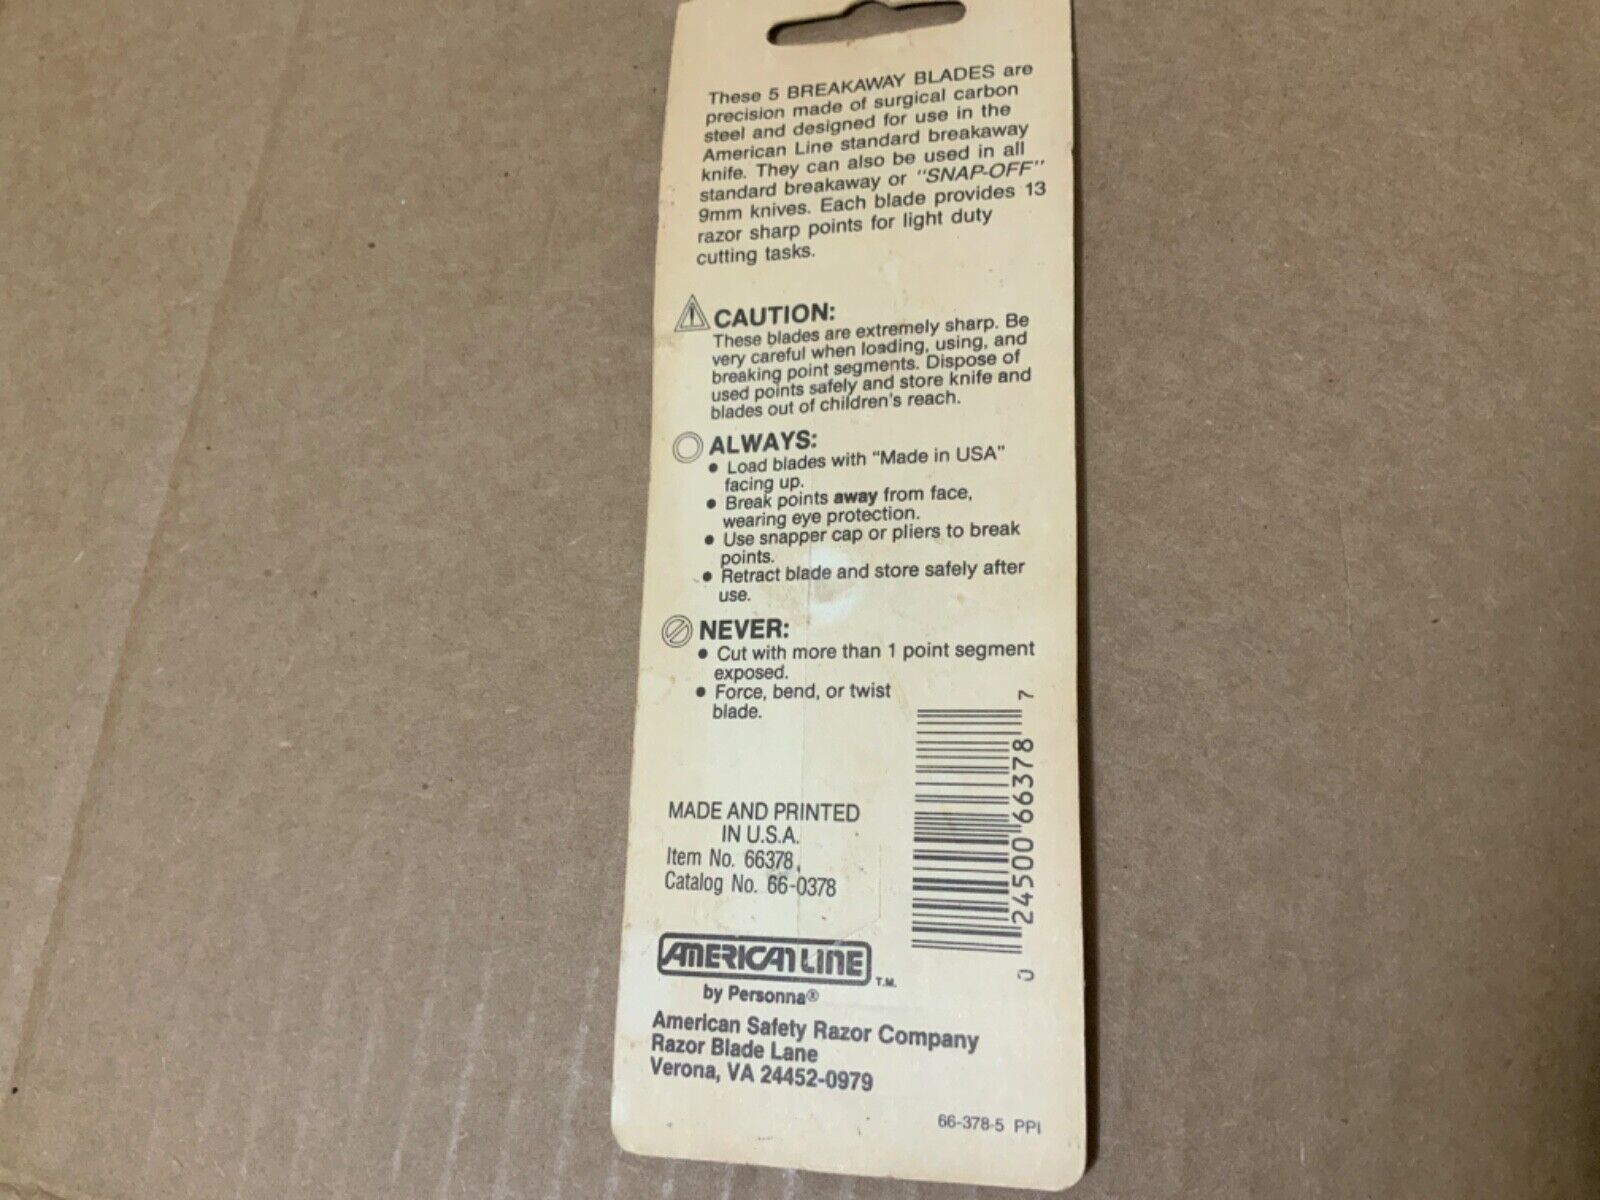 These 5 BREAKAWAY BLADES are
precision made of surgical carbon
steel and designed for use in the
American Line standard breakaway
knife. They can also be used in all
standard breakaway or "SNAP-OFF"
9mm knives. Each blade provides 13
razor sharp points for light duty
cutting tasks.
CAUTION:
These blades are extremely sharp. Be
very careful when loading, using, and
breaking point segments. Dispose of
used points safely and store knife and
blades out of children's reach.
ALWAYS:
• Load blades with "Made in USA"
facing up.
• Break points away from face,
wearing eye protection.
• Use snapper cap or pliers to break
points.
• Retract blade and store safely after
use.
NEVER:
• Cut with more than 1 point segment
exposed.
• Force, bend, or twist
blade.
MADE AND PRINTED
IN U.S.A.
Item No. 66378
Catalog No. 66-0378
0 24500 66378 7
AMERICAN LINE T.M.
by Personna®
American Safety Razor Company
Razor Blade Lane
Verona, VA 24452-0979
66-378-5 PPI